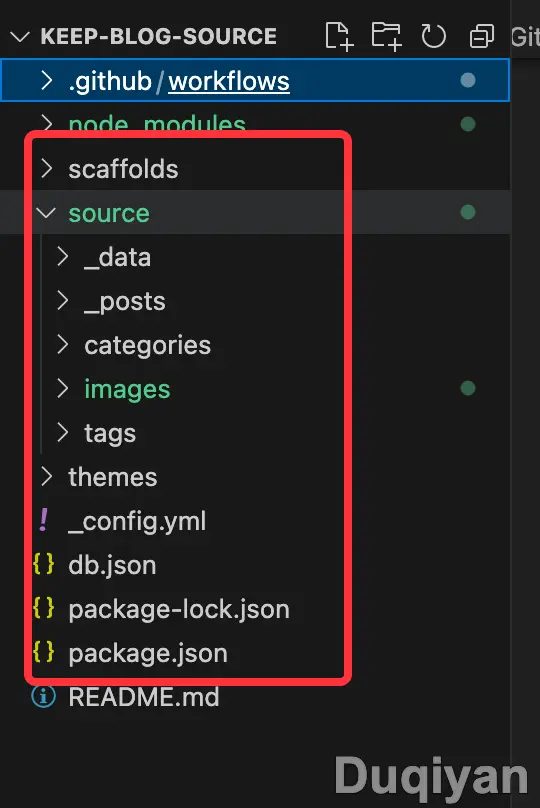 KEEP-BLOG-SOURCE
Git
.github/workflows
node_modules
scaffolds
source
_data
_posts
categories
images
tags
themes
! _config.yml
{} db.json
{} package-lock.json
{} package.json
README.md
Duqiyan